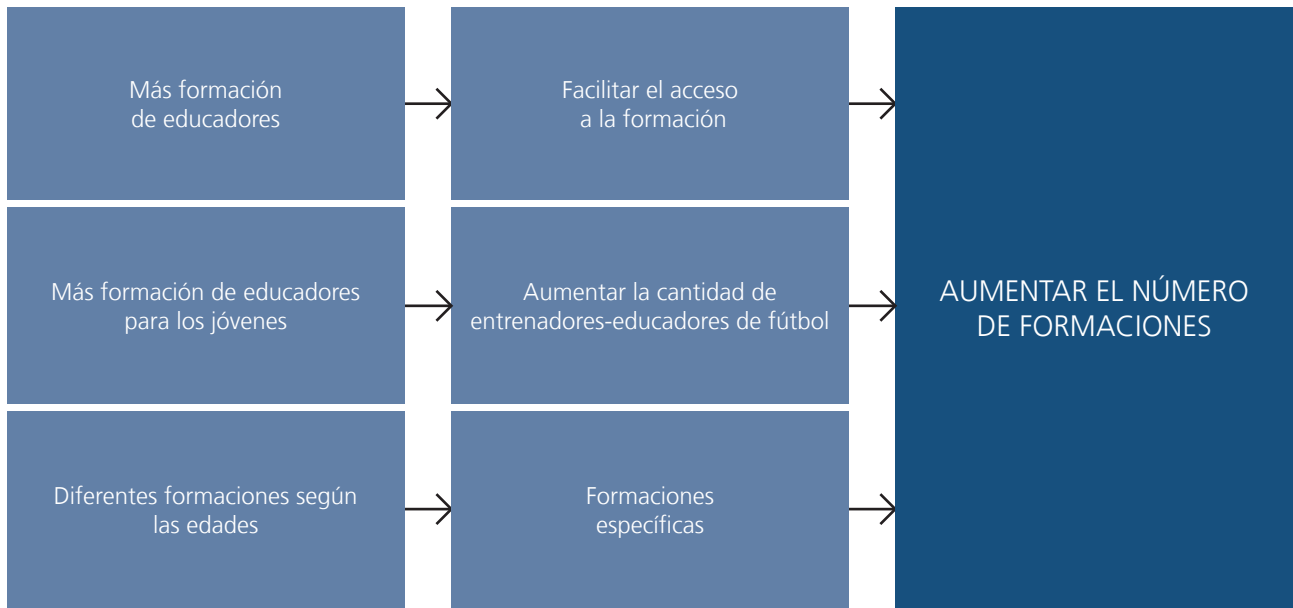 Más formación
de educadores
Facilitar el acceso
a la formación
Más formación de educadores
para los jóvenes
Aumentar la cantidad de
entrenadores-educadores de fútbol
AUMENTAR EL NÚMERO
DE FORMACIONES
Diferentes formaciones según
las edades
Formaciones
específicas